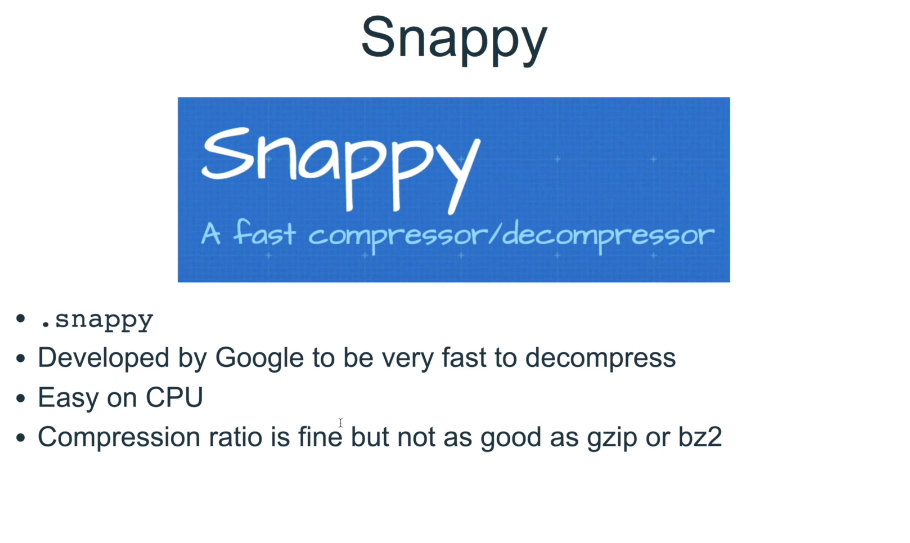 Snappy
Snappy
A fast compressor/decompressor
• .snappy
• Developed by Google to be very fast to decompress
• Easy on CPU
• Compression ratio is fine but not as good as gzip or bz2